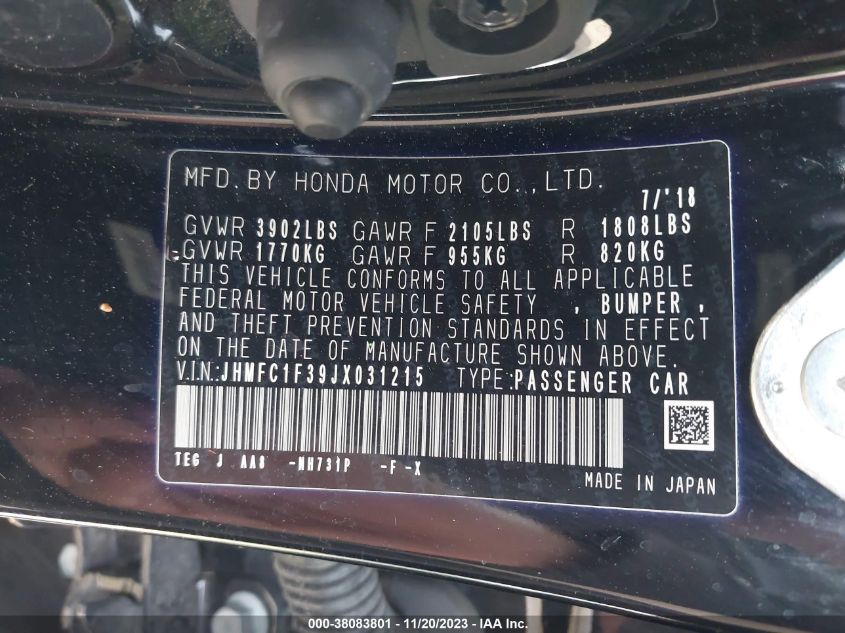 MFD. BY HONDA MOTOR CO., LTD. 7/'18
GVWR 3902LBS GAWR F 2105LBS R 1808LBS
GVWR 1770KG GAWR F 955KG R 820KG
THIS VEHICLE CONFORMS TO ALL APPLICABLE
FEDERAL MOTOR VEHICLE SAFETY , BUMPER ,
AND THEFT PREVENTION STANDARDS IN EFFECT
ON THE DATE OF MANUFACTURE SHOWN ABOVE.
V.IN.:JHMFC1F39JX031215 TYPE:PASSENGER CAR
TEG J AA8 -NH731P -F -X
MADE IN JAPAN
000-38083801 - 11/20/2023 - IAA Inc.